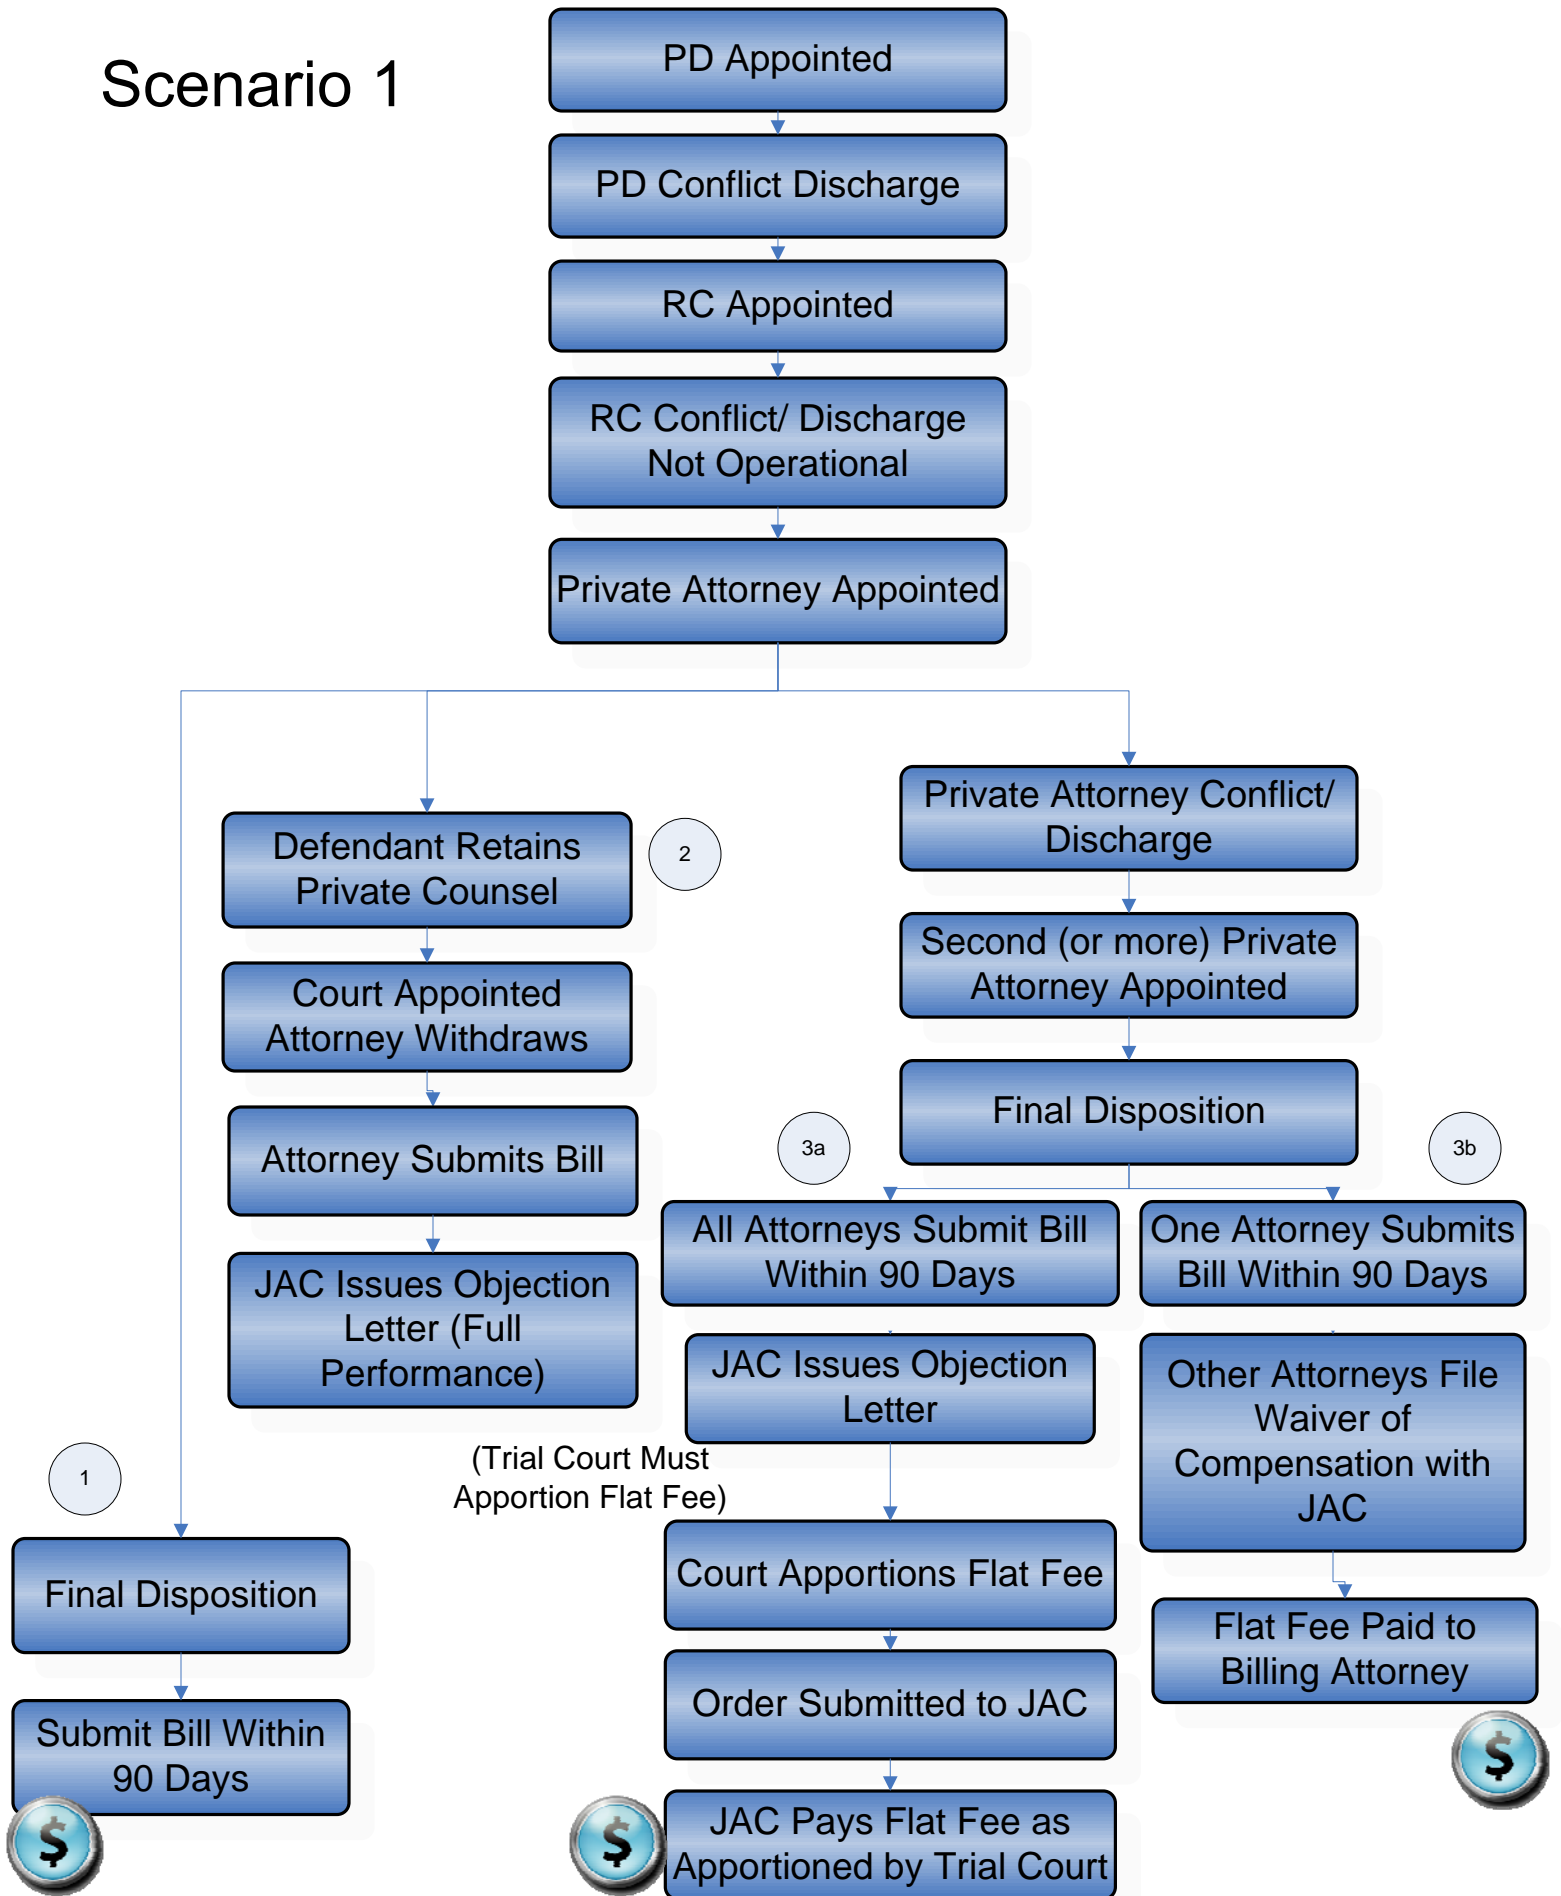 Scenario 1
PD Appointed
PD Conflict Discharge
RC Appointed
RC Conflict/ Discharge
Not Operational
Private Attorney Appointed
Defendant Retains
Private Counsel
2
Court Appointed
Attorney Withdraws
Attorney Submits Bill
JAC Issues Objection
Letter (Full
Performance)
Private Attorney Conflict/
Discharge
Second (or more) Private
Attorney Appointed
Final Disposition
3a
3b
All Attorneys Submit Bill
Within 90 Days
JAC Issues Objection
Letter
(Trial Court Must
Apportion Flat Fee)
Court Apportions Flat Fee
Order Submitted to JAC
JAC Pays Flat Fee as
Apportioned by Trial Court
$
One Attorney Submits
Bill Within 90 Days
Other Attorneys File
Waiver of
Compensation with
JAC
Flat Fee Paid to
Billing Attorney
$
1
Final Disposition
Submit Bill Within
90 Days
$